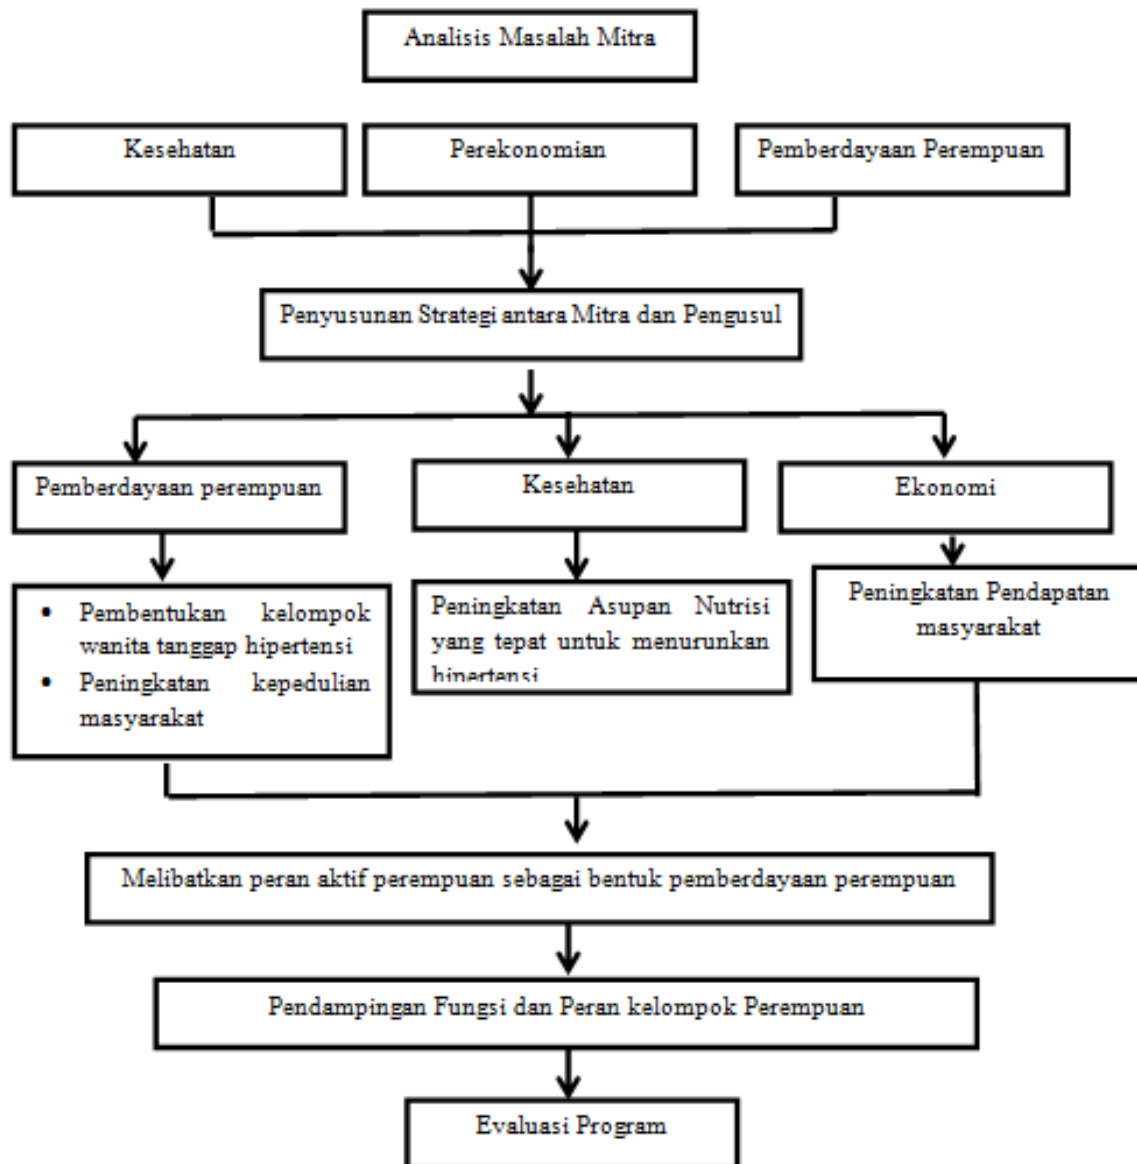 Analisis Masalah Mitra
Kesehatan
Perekonomian
Pemberdayaan Perempuan
Penyusunan Strategi antara Mitra dan Pengusul
Pemberdayaan perempuan
Kesehatan
Ekonomi
• Pembentukan kelompok
wanita tanggap hipertensi
• Peningkatan kepedulian
masyarakat
Peningkatan Asupan Nutrisi
yang tepat untuk menurunkan
hipertensi
Peningkatan Pendapatan
masyarakat
Melibatkan peran aktif perempuan sebagai bentuk pemberdayaan perempuan
Pendampingan Fungsi dan Peran kelompok Perempuan
Evaluasi Program